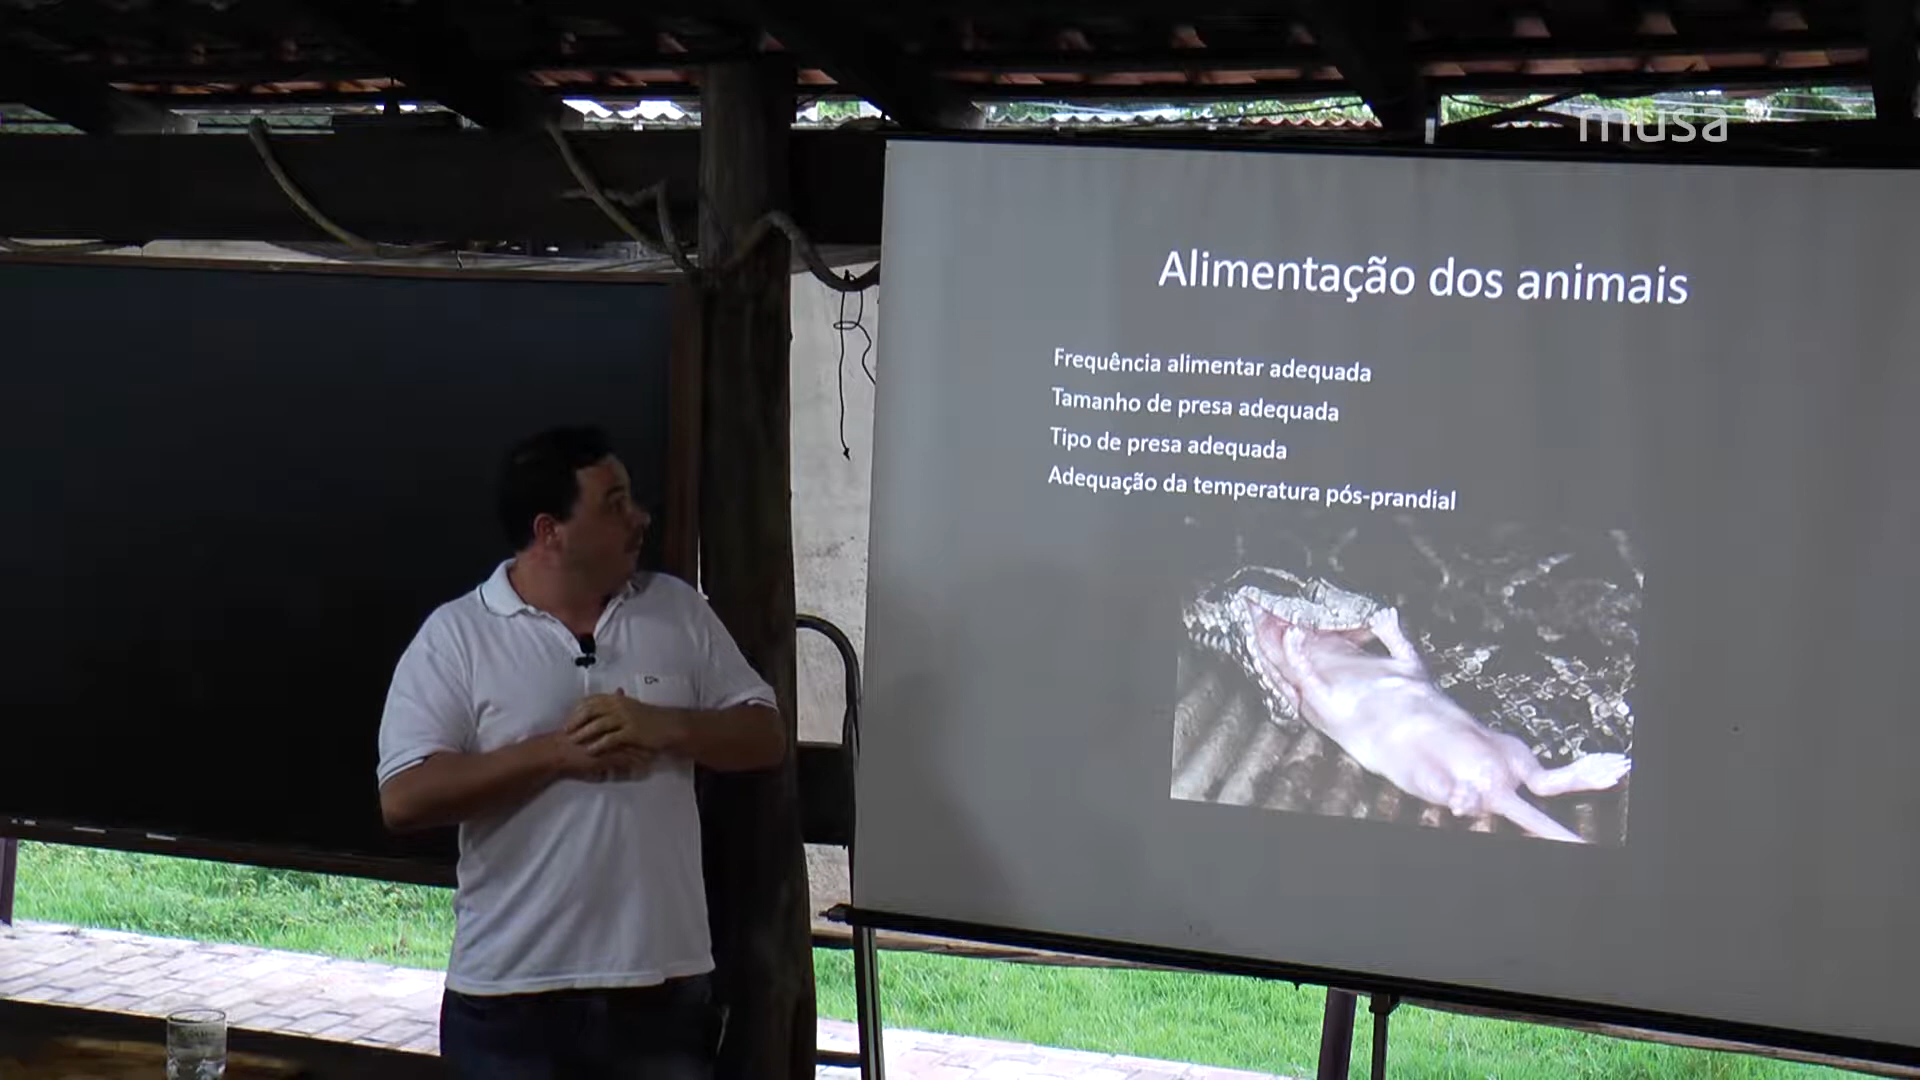 musa
Alimentação dos animais
Frequência alimentar adequada
Tamanho de presa adequada
Tipo de presa adequada
Adequação da temperatura pós-prandial